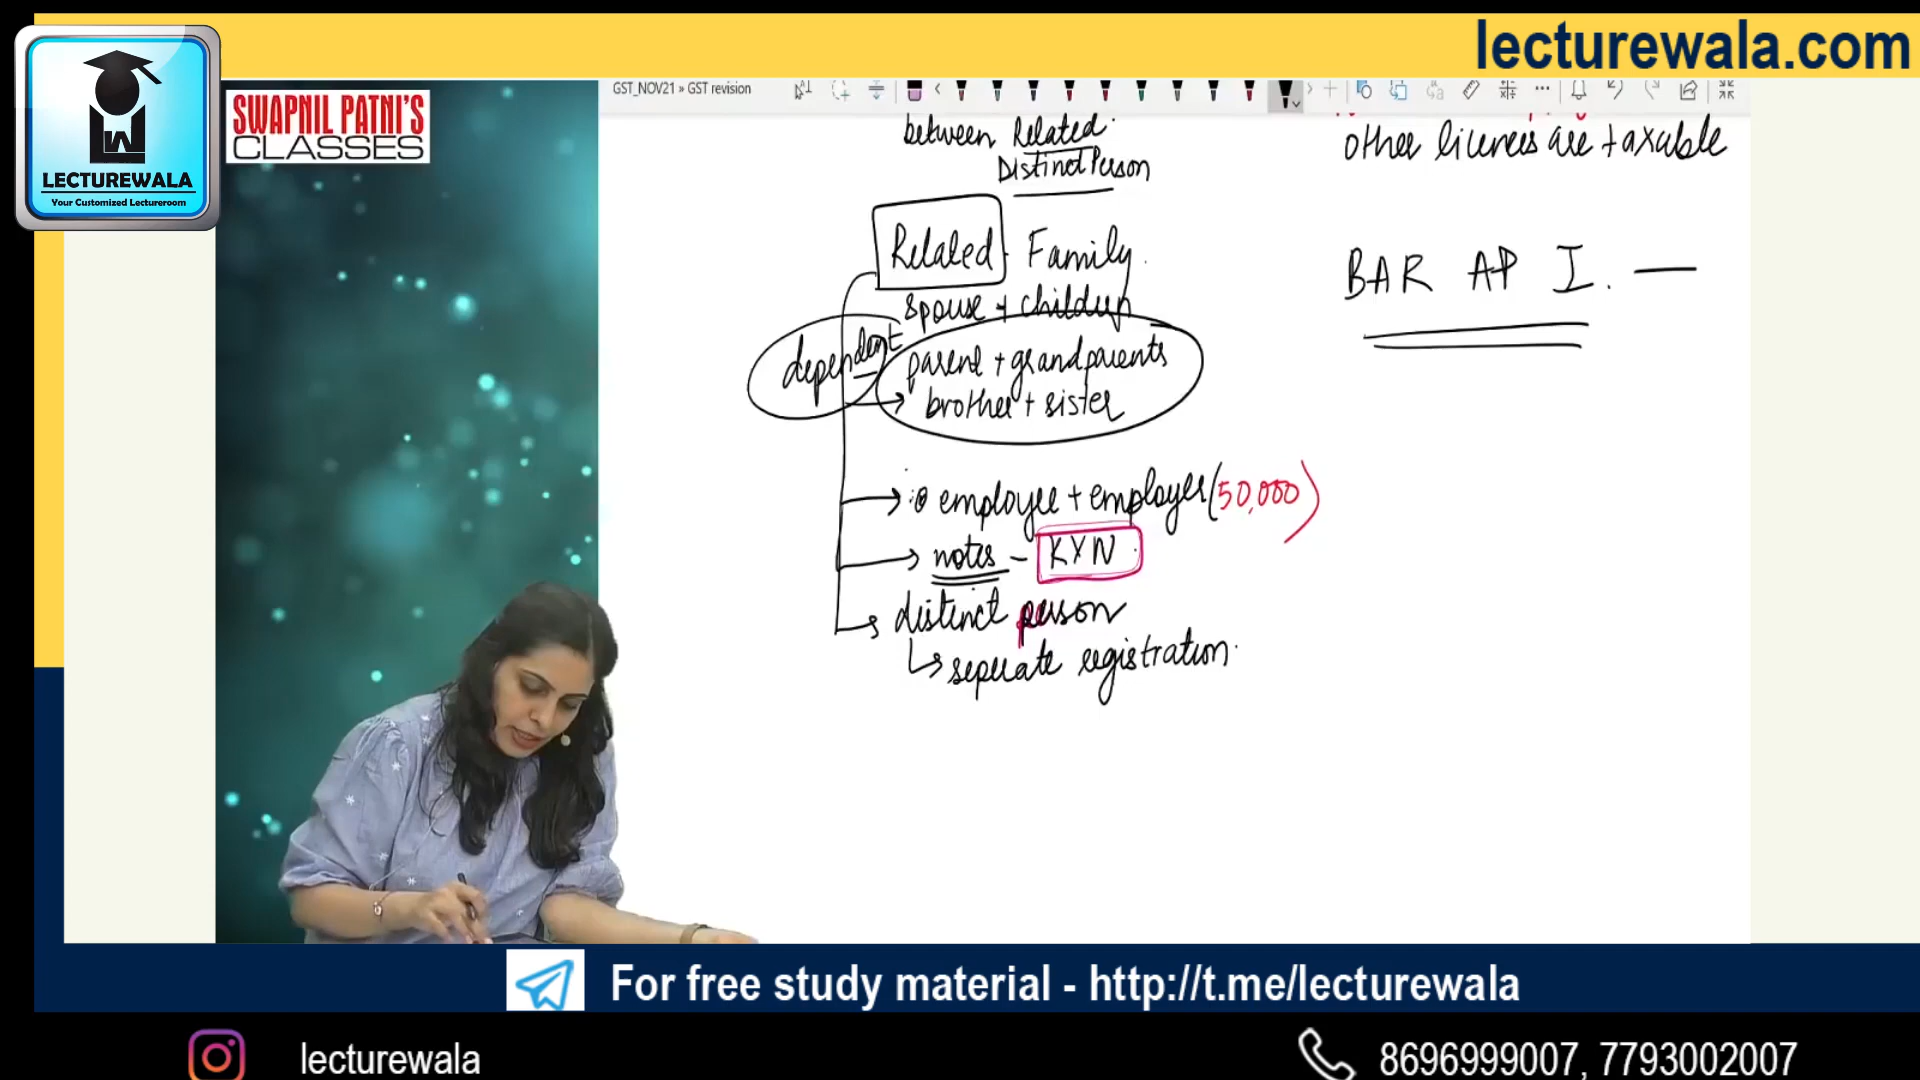 lecturewala.com
GST_NOV21 » GST revision
SWAPNIL PATNI'S
CLASSES
LW
LECTUREWALA
Your Customized Lectureroom
between Related
Distinct Person
Related - Family
spouse + children
dependent
parent + grandparents
brother + sister
employee + employer (50,000)
notes - KYN
distinct person
seperate registration
other licences are taxable
BAR AP I. —
For free study material - http://t.me/lecturewala
lecturewala
8696999007, 7793002007